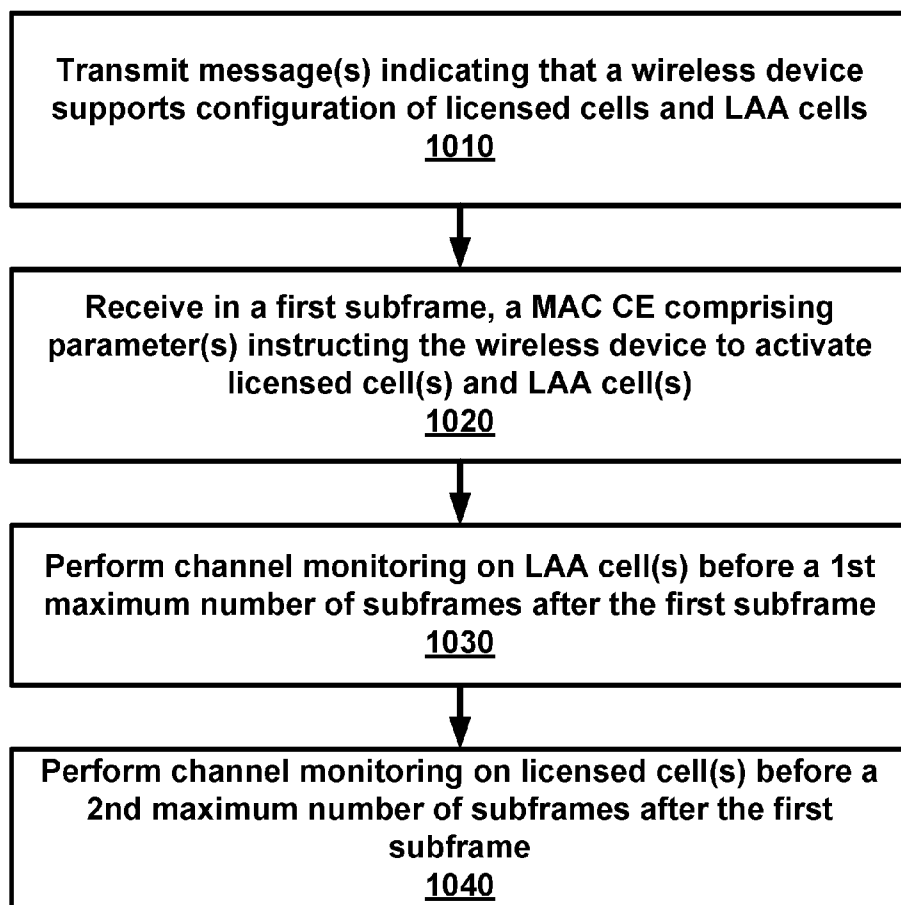 Transmit message(s) indicating that a wireless device
supports configuration of licensed cells and LAA cells
1010
Receive in a first subframe, a MAC CE comprising
parameter(s) instructing the wireless device to activate
licensed cell(s) and LAA cell(s)
1020
Perform channel monitoring on LAA cell(s) before a 1st
maximum number of subframes after the first subframe
1030
Perform channel monitoring on licensed cell(s) before a
2nd maximum number of subframes after the first
subframe
1040